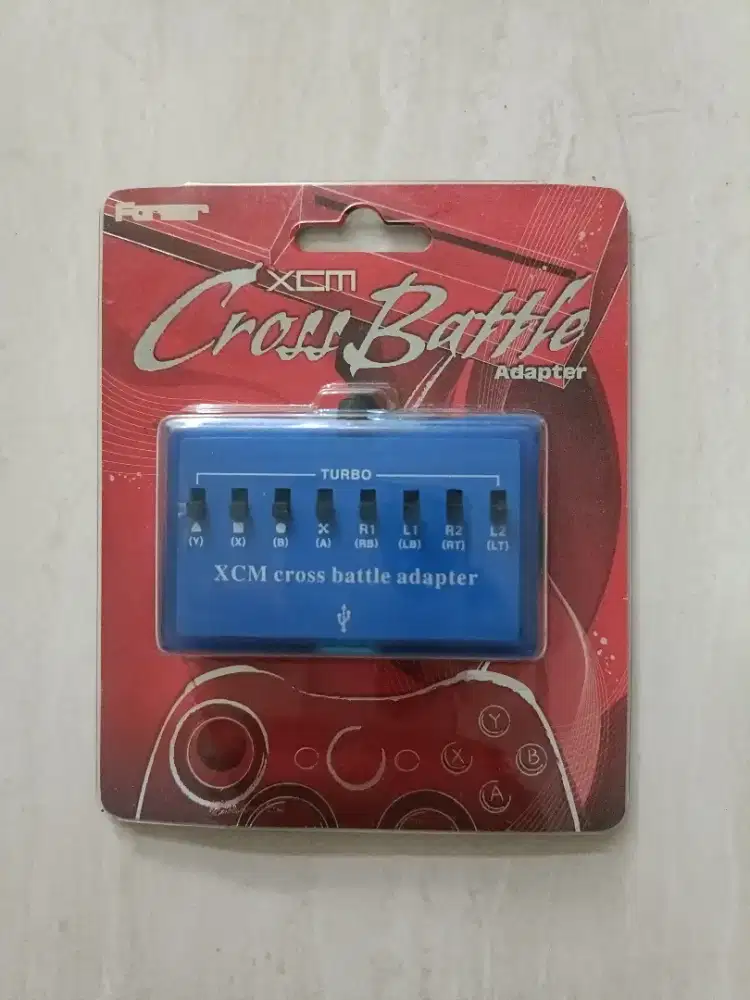 XCM
Cross Battle
Adapter
TURBO
R1 L1 R2 L2
(Y) (X) (B) (A) (RB) (LB) (RT) (LT)
XCM cross battle adapter
Y
X B
A